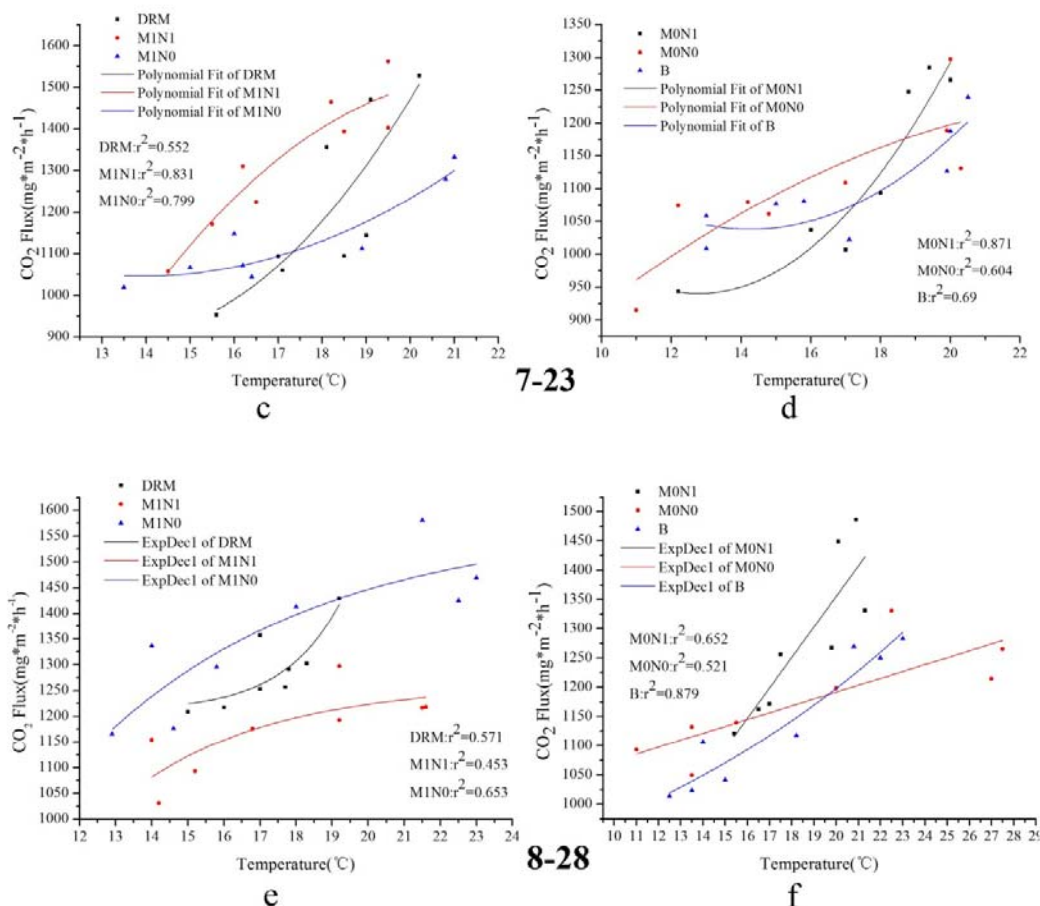 DRM
M1N1
M1N0
Polynomial Fit of DRM
Polynomial Fit of M1N1
Polynomial Fit of M1N0
DRM:r²=0.552
M1N1:r²=0.831
M1N0:r²=0.799
CO₂ Flux(mg*m⁻²*h⁻¹)
1600
1500
1400
1300
1200
1100
1000
900
13 14 15 16 17 18 19 20 21 22
Temperature(℃)
c
M0N1
M0N0
B
Polynomial Fit of M0N1
Polynomial Fit of M0N0
Polynomial Fit of B
M0N1:r²=0.871
M0N0:r²=0.604
B:r²=0.69
CO₂ Flux(mg*m⁻²*h⁻¹)
1350
1300
1250
1200
1150
1100
1050
1000
950
900
10 12 14 16 18 20 22
Temperature(℃)
d
7-23
DRM
M1N1
M1N0
ExpDec1 of DRM
ExpDec1 of M1N1
ExpDec1 of M1N0
DRM:r²=0.571
M1N1:r²=0.453
M1N0:r²=0.653
CO₂ Flux(mg*m⁻²*h⁻¹)
1600
1550
1500
1450
1400
1350
1300
1250
1200
1150
1100
1050
1000
12 13 14 15 16 17 18 19 20 21 22 23 24
Temperature(℃)
e
M0N1
M0N0
B
ExpDec1 of M0N1
ExpDec1 of M0N0
ExpDec1 of B
M0N1:r²=0.652
M0N0:r²=0.521
B:r²=0.879
CO₂ Flux(mg*m⁻²*h⁻¹)
1500
1450
1400
1350
1300
1250
1200
1150
1100
1050
1000
10 11 12 13 14 15 16 17 18 19 20 21 22 23 24 25 26 27 28 29
Temperature(℃)
f
8-28